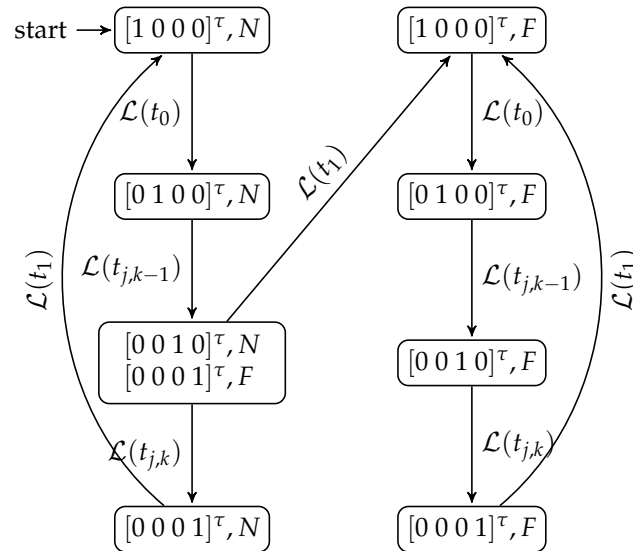 start
[1 0 0 0]^τ, N
[1 0 0 0]^τ, F
ℒ(t_0)
ℒ(t_0)
ℒ(t_1)
[0 1 0 0]^τ, N
[0 1 0 0]^τ, F
ℒ(t_1)
ℒ(t_{j,k−1})
ℒ(t_{j,k−1})
ℒ(t_1)
[0 0 1 0]^τ, N
[0 0 0 1]^τ, F
[0 0 1 0]^τ, F
ℒ(t_{j,k})
ℒ(t_{j,k})
[0 0 0 1]^τ, N
[0 0 0 1]^τ, F